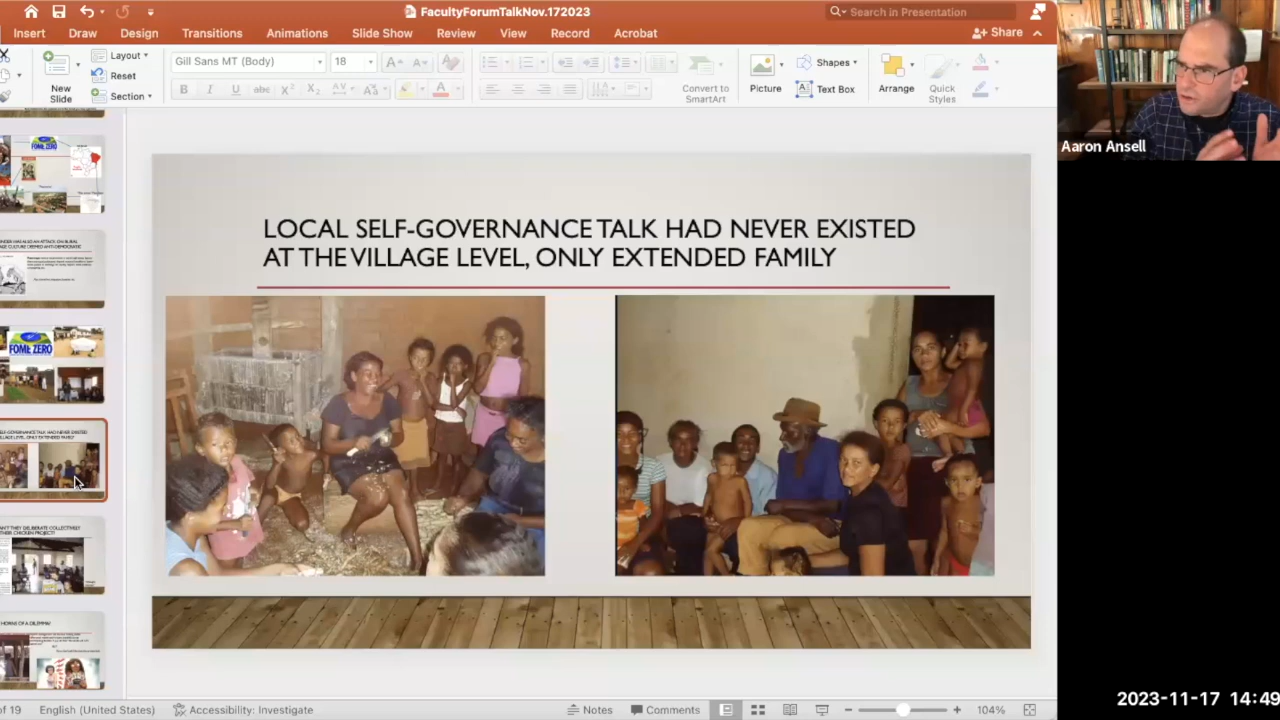 FacultyForumTalkNov.172023
Search in Presentation
Insert
Draw
Design
Transitions
Animations
Slide Show
Review
View
Record
Acrobat
Share
New
Slide
Layout
Reset
Section
Gill Sans MT (Body)
18
Convert to
SmartArt
Picture
Shapes
Text Box
Arrange
Quick
Styles
Aaron Ansell
LOCAL SELF-GOVERNANCE TALK HAD NEVER EXISTED
AT THE VILLAGE LEVEL, ONLY EXTENDED FAMILY
FOME ZERO
of 19
English (United States)
Accessibility: Investigate
Notes
Comments
104%
2023-11-17 14:49